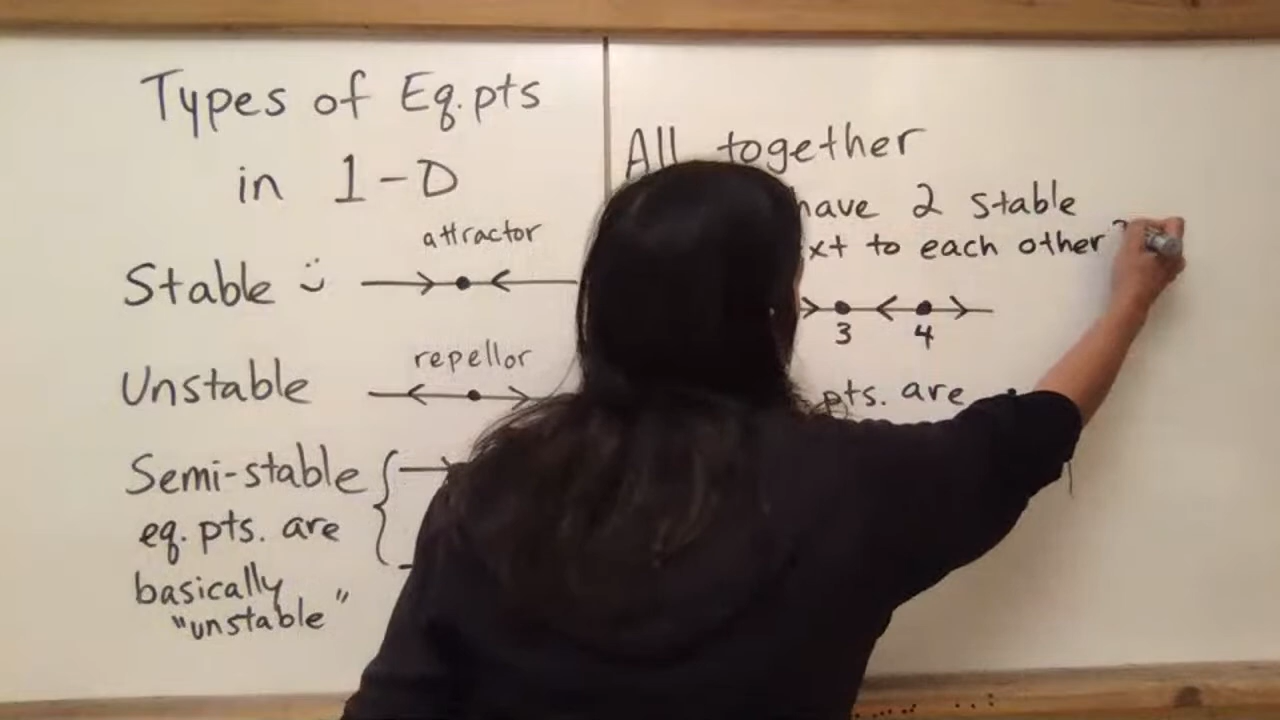 Types of Eq.pts
in 1-D
attractor
Stable
repellor
Unstable
Semi-stable
eq. pts. are
basically
"unstable"
All together
have 2 stable
to each other
3 4
pts. are